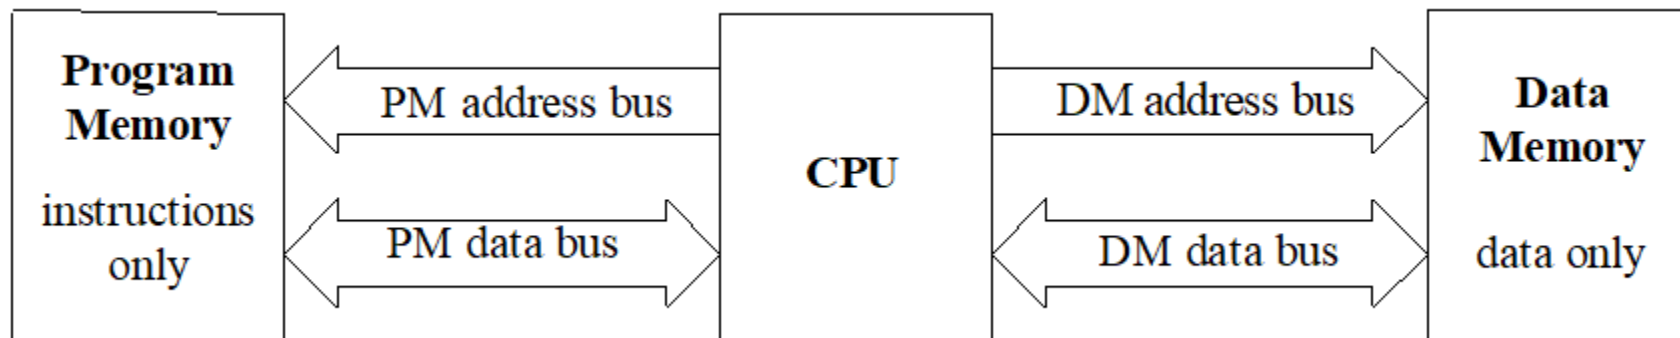 Program
Memory
instructions
only
PM address bus
PM data bus
CPU
DM address bus
DM data bus
Data
Memory
data only